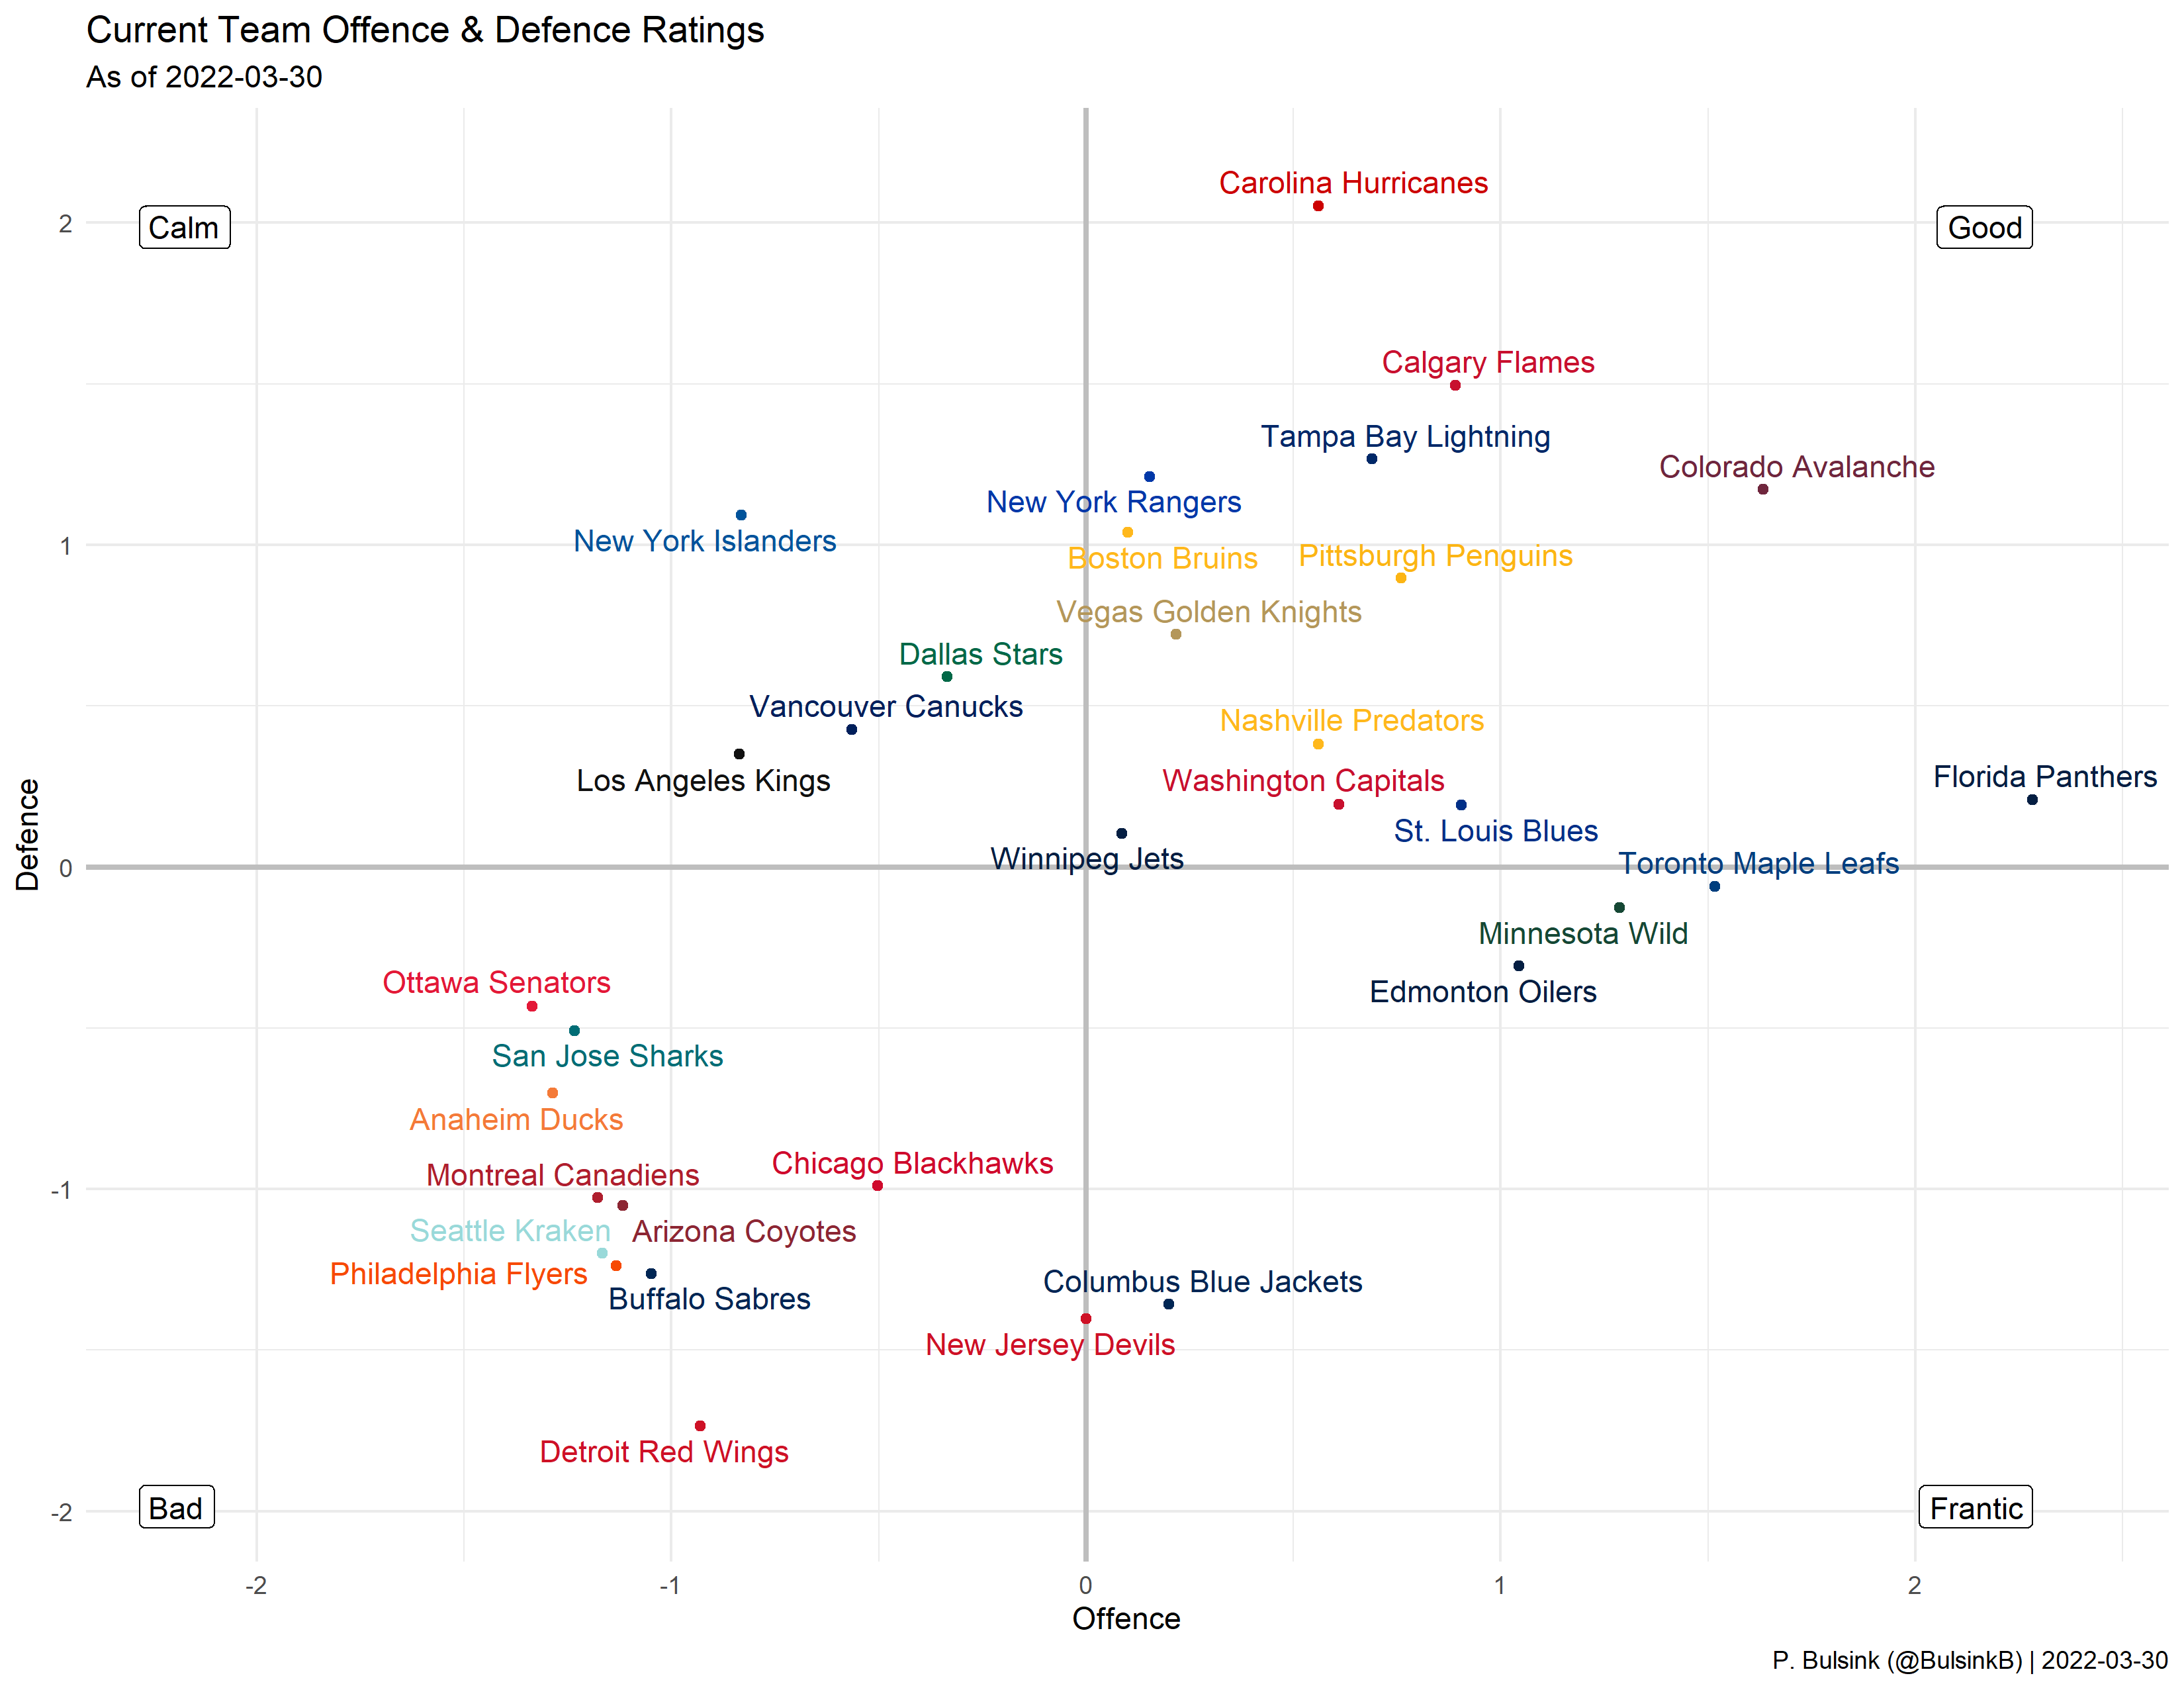 Current Team Offence & Defence Ratings
As of 2022-03-30
Carolina Hurricanes
Calm
Good
2
Calgary Flames
Tampa Bay Lightning
Colorado Avalanche
New York Rangers
New York Islanders
1
Boston Bruins
Pittsburgh Penguins
Vegas Golden Knights
Dallas Stars
Vancouver Canucks
Nashville Predators
Los Angeles Kings
Washington Capitals
Florida Panthers
St. Louis Blues
Defence
Winnipeg Jets
0
Toronto Maple Leafs
Minnesota Wild
Ottawa Senators
Edmonton Oilers
San Jose Sharks
Anaheim Ducks
Chicago Blackhawks
Montreal Canadiens
-1
Seattle Kraken
Arizona Coyotes
Philadelphia Flyers
Buffalo Sabres
Columbus Blue Jackets
New Jersey Devils
Detroit Red Wings
Bad
Frantic
-2
-2
-1
0
1
2
Offence
P. Bulsink (@BulsinkB) | 2022-03-30